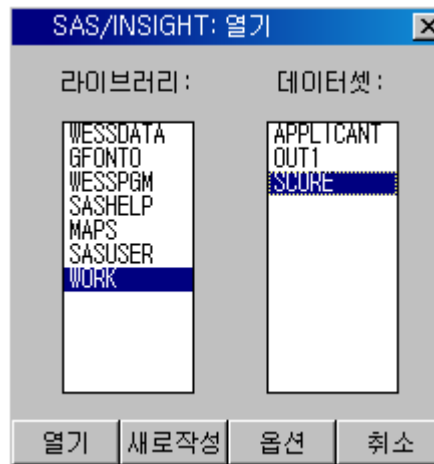 SAS/INSIGHT: 열기
라이브러리: 데이터셋:
WESSDATA
GFONTO
WESSPGM
SASHELP
MAPS
SASUSER
WORK
APPLICANT
OUT1
SCORE
열기 새로작성 옵션 취소